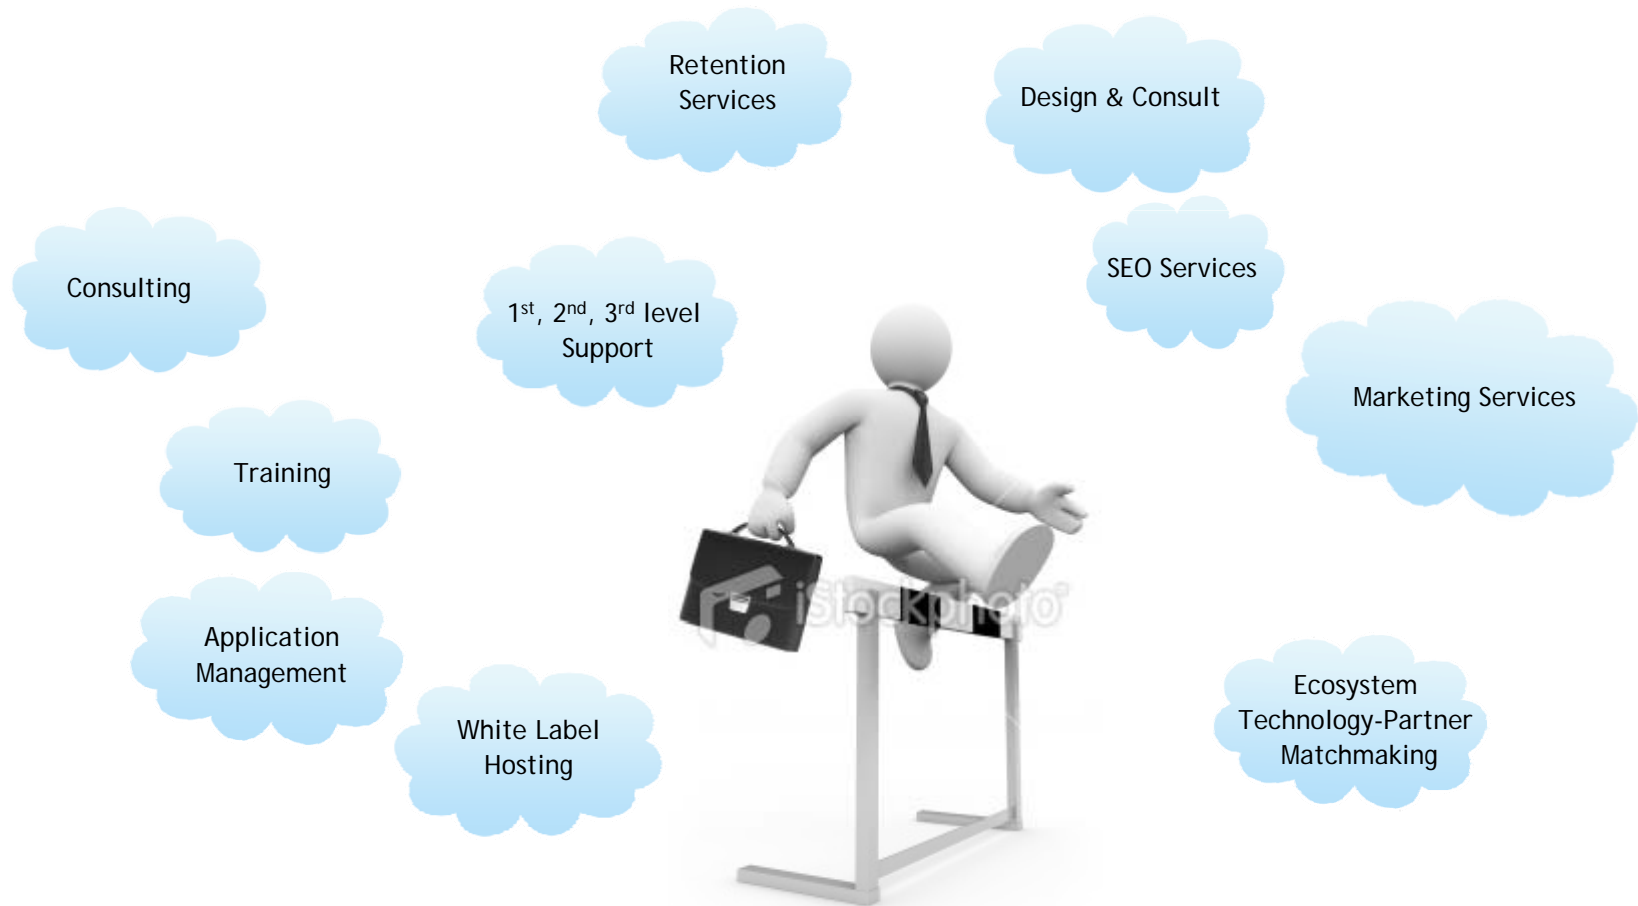 Retention
Services
Design & Consult
Consulting
1st, 2nd, 3rd level
Support
SEO Services
Marketing Services
Training
Application
Management
White Label
Hosting
iStockphoto
Ecosystem
Technology-Partner
Matchmaking